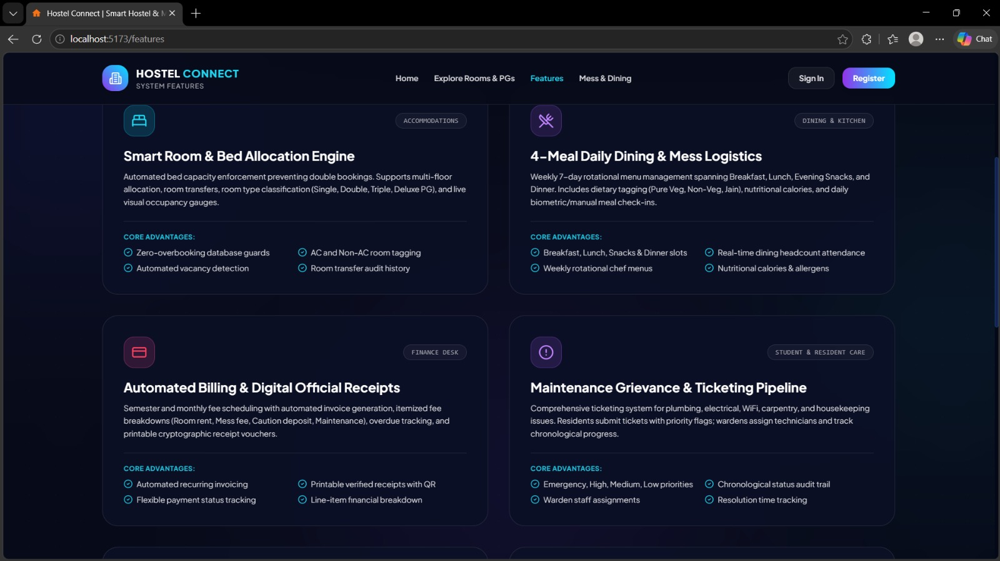 Hostel Connect | Smart Hostel &
localhost:5173/features
Chat
HOSTEL CONNECT
SYSTEM FEATURES
Home
Explore Rooms & PGs
Features
Mess & Dining
Sign In
Register
ACCOMMODATIONS
Smart Room & Bed Allocation Engine
Automated bed capacity enforcement preventing double bookings. Supports multi-floor
allocation, room transfers, room type classification (Single, Double, Triple, Deluxe PG), and live
visual occupancy gauges.
CORE ADVANTAGES:
Zero-overbooking database guards
AC and Non-AC room tagging
Automated vacancy detection
Room transfer audit history
DINING & KITCHEN
4-Meal Daily Dining & Mess Logistics
Weekly 7-day rotational menu management spanning Breakfast, Lunch, Evening Snacks, and
Dinner. Includes dietary tagging (Pure Veg, Non-Veg, Jain), nutritional calories, and daily
biometric/manual meal check-ins.
CORE ADVANTAGES:
Breakfast, Lunch, Snacks & Dinner slots
Real-time dining headcount attendance
Weekly rotational chef menus
Nutritional calories & allergens
FINANCE DESK
Automated Billing & Digital Official Receipts
Semester and monthly fee scheduling with automated invoice generation, itemized fee
breakdowns (Room rent, Mess fee, Caution deposit, Maintenance), overdue tracking, and
printable cryptographic receipt vouchers.
CORE ADVANTAGES:
Automated recurring invoicing
Printable verified receipts with QR
Flexible payment status tracking
Line-item financial breakdown
STUDENT & RESIDENT CARE
Maintenance Grievance & Ticketing Pipeline
Comprehensive ticketing system for plumbing, electrical, WiFi, carpentry, and housekeeping
issues. Residents submit tickets with priority flags; wardens assign technicians and track
chronological progress.
CORE ADVANTAGES:
Emergency, High, Medium, Low priorities
Chronological status audit trail
Warden staff assignments
Resolution time tracking